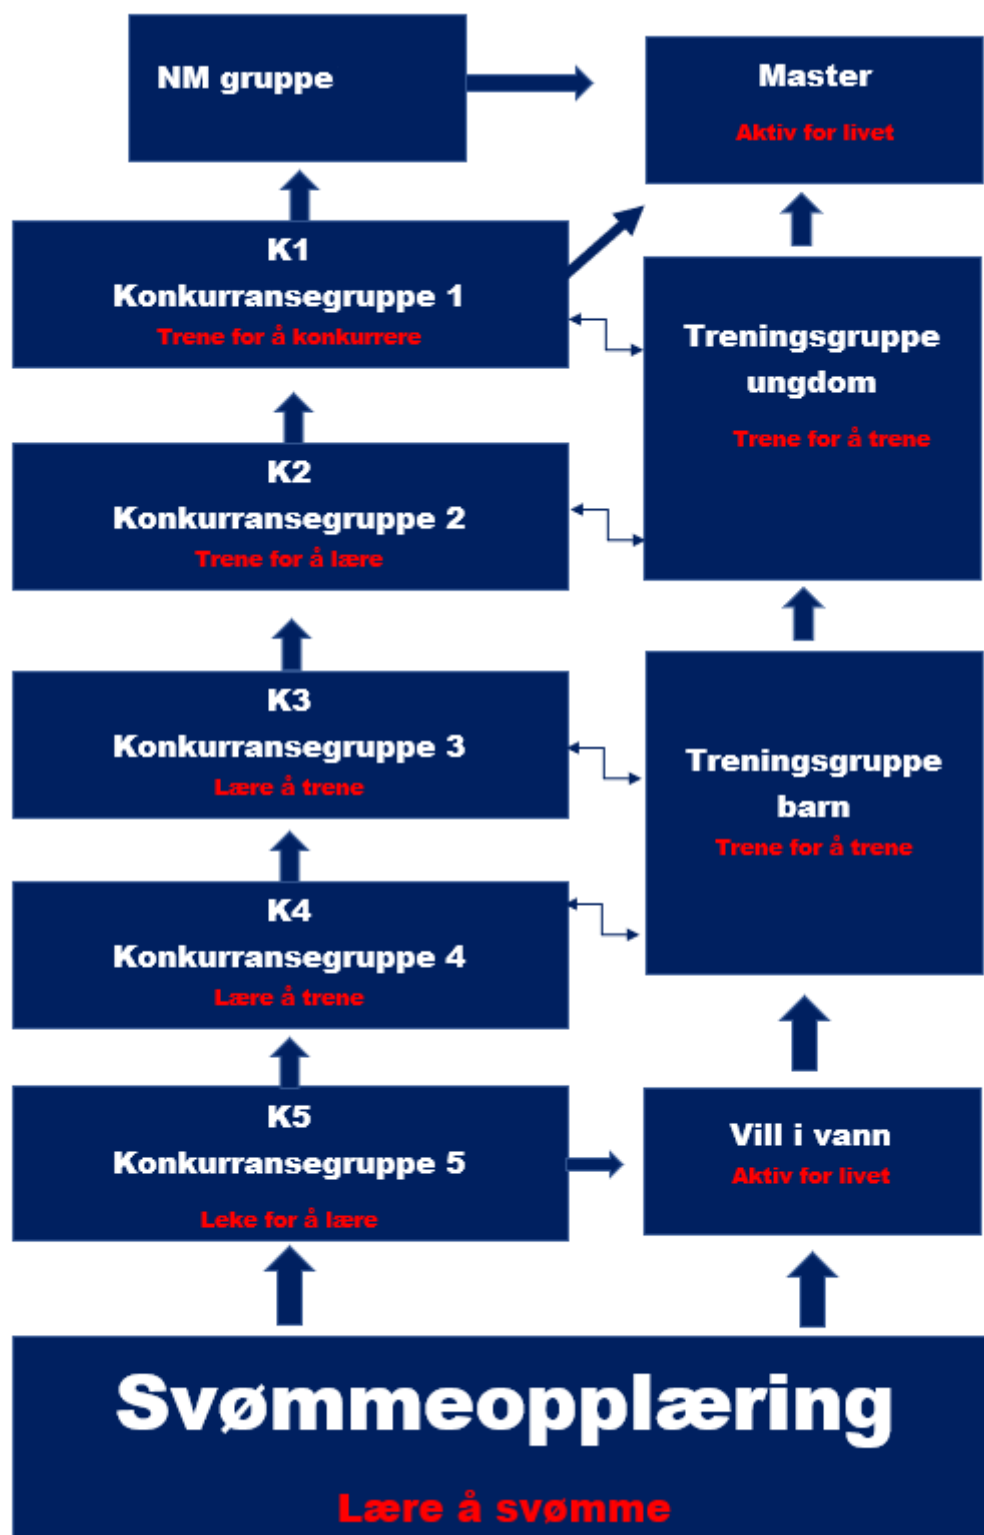 NM gruppe
Master
Aktiv for livet
K1
Konkurransegruppe 1
Trene for å konkurrere
Treningsgruppe
ungdom
Trene for å trene
K2
Konkurransegruppe 2
Trene for å lære
K3
Konkurransegruppe 3
Lære å trene
Treningsgruppe
barn
Trene for å trene
K4
Konkurransegruppe 4
Lære å trene
K5
Konkurransegruppe 5
Leke for å lære
Vill i vann
Aktiv for livet
Svømmeopplæring
Lære å svømme